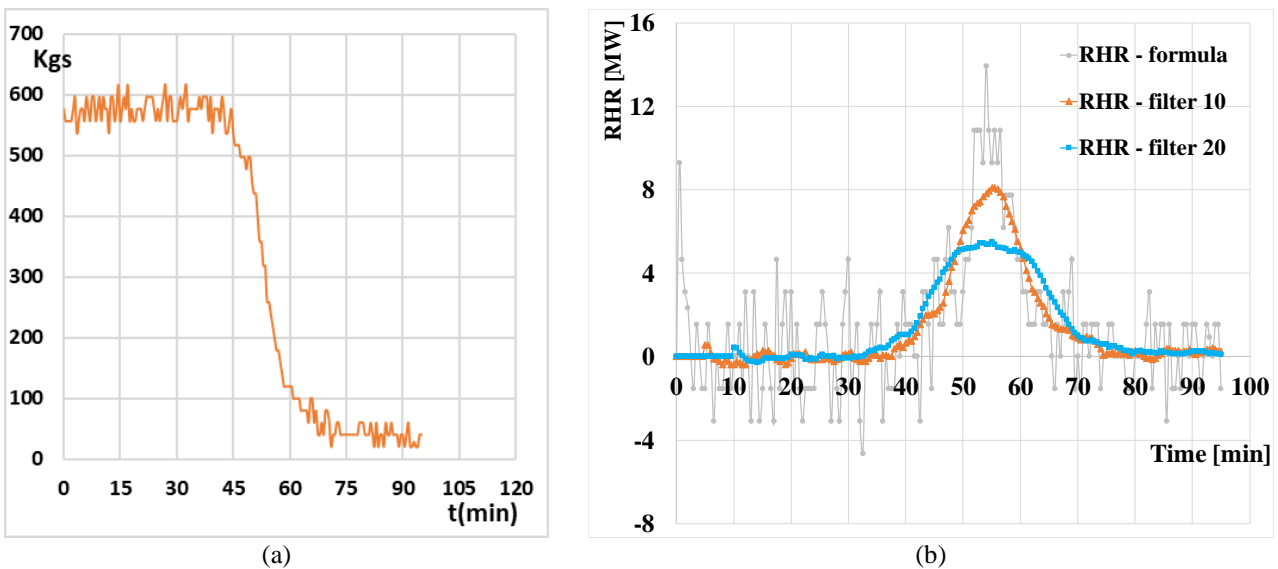 700
Kgs
600
500
400
300
200
100
0
0 15 30 45 60 75 90 105 120
t(min)
(a)
16
12
8
4
0
-4
-8
RHR [MW]
RHR - formula
RHR - filter 10
RHR - filter 20
0 10 20 30 40 50 60 70 80 90 100
Time [min]
(b)